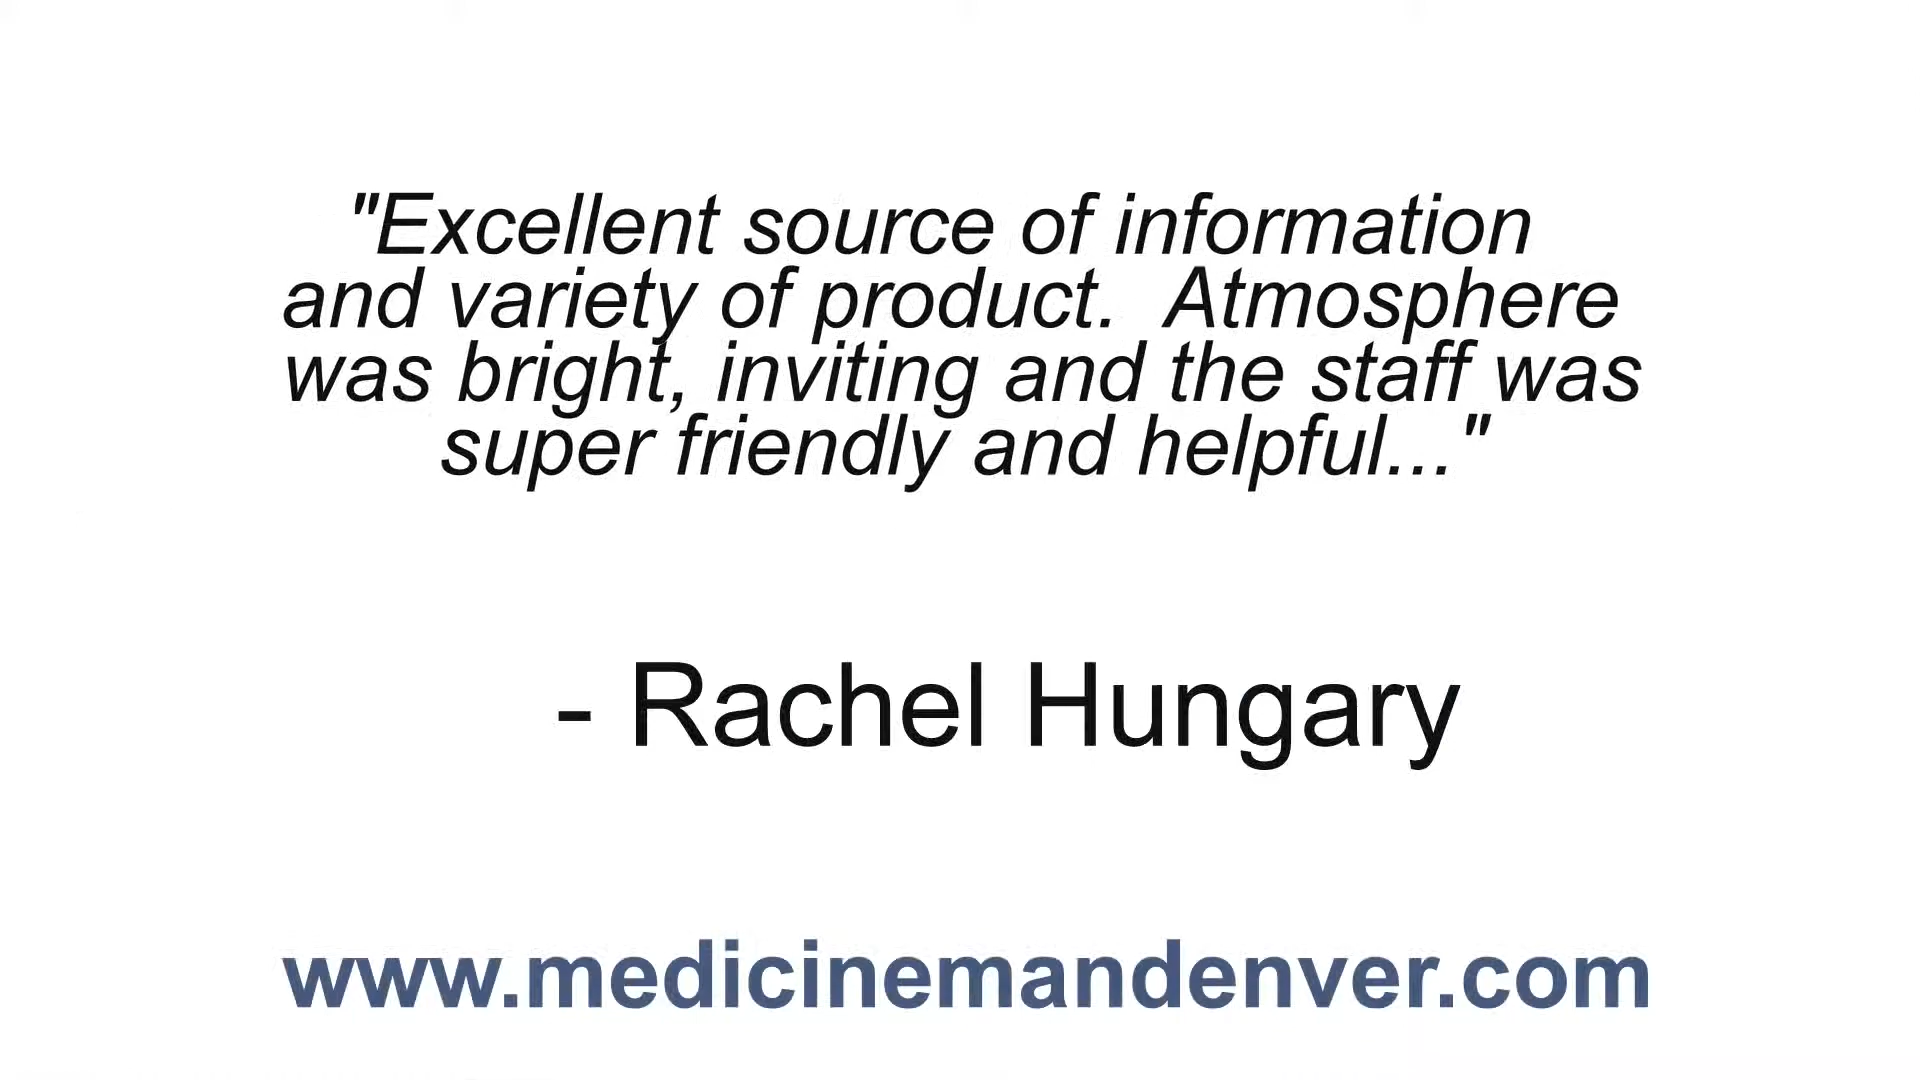 "Excellent source of information
and variety of product.  Atmosphere
was bright, inviting and the staff was
super friendly and helpful..."
- Rachel Hungary
www.medicinemandenver.com